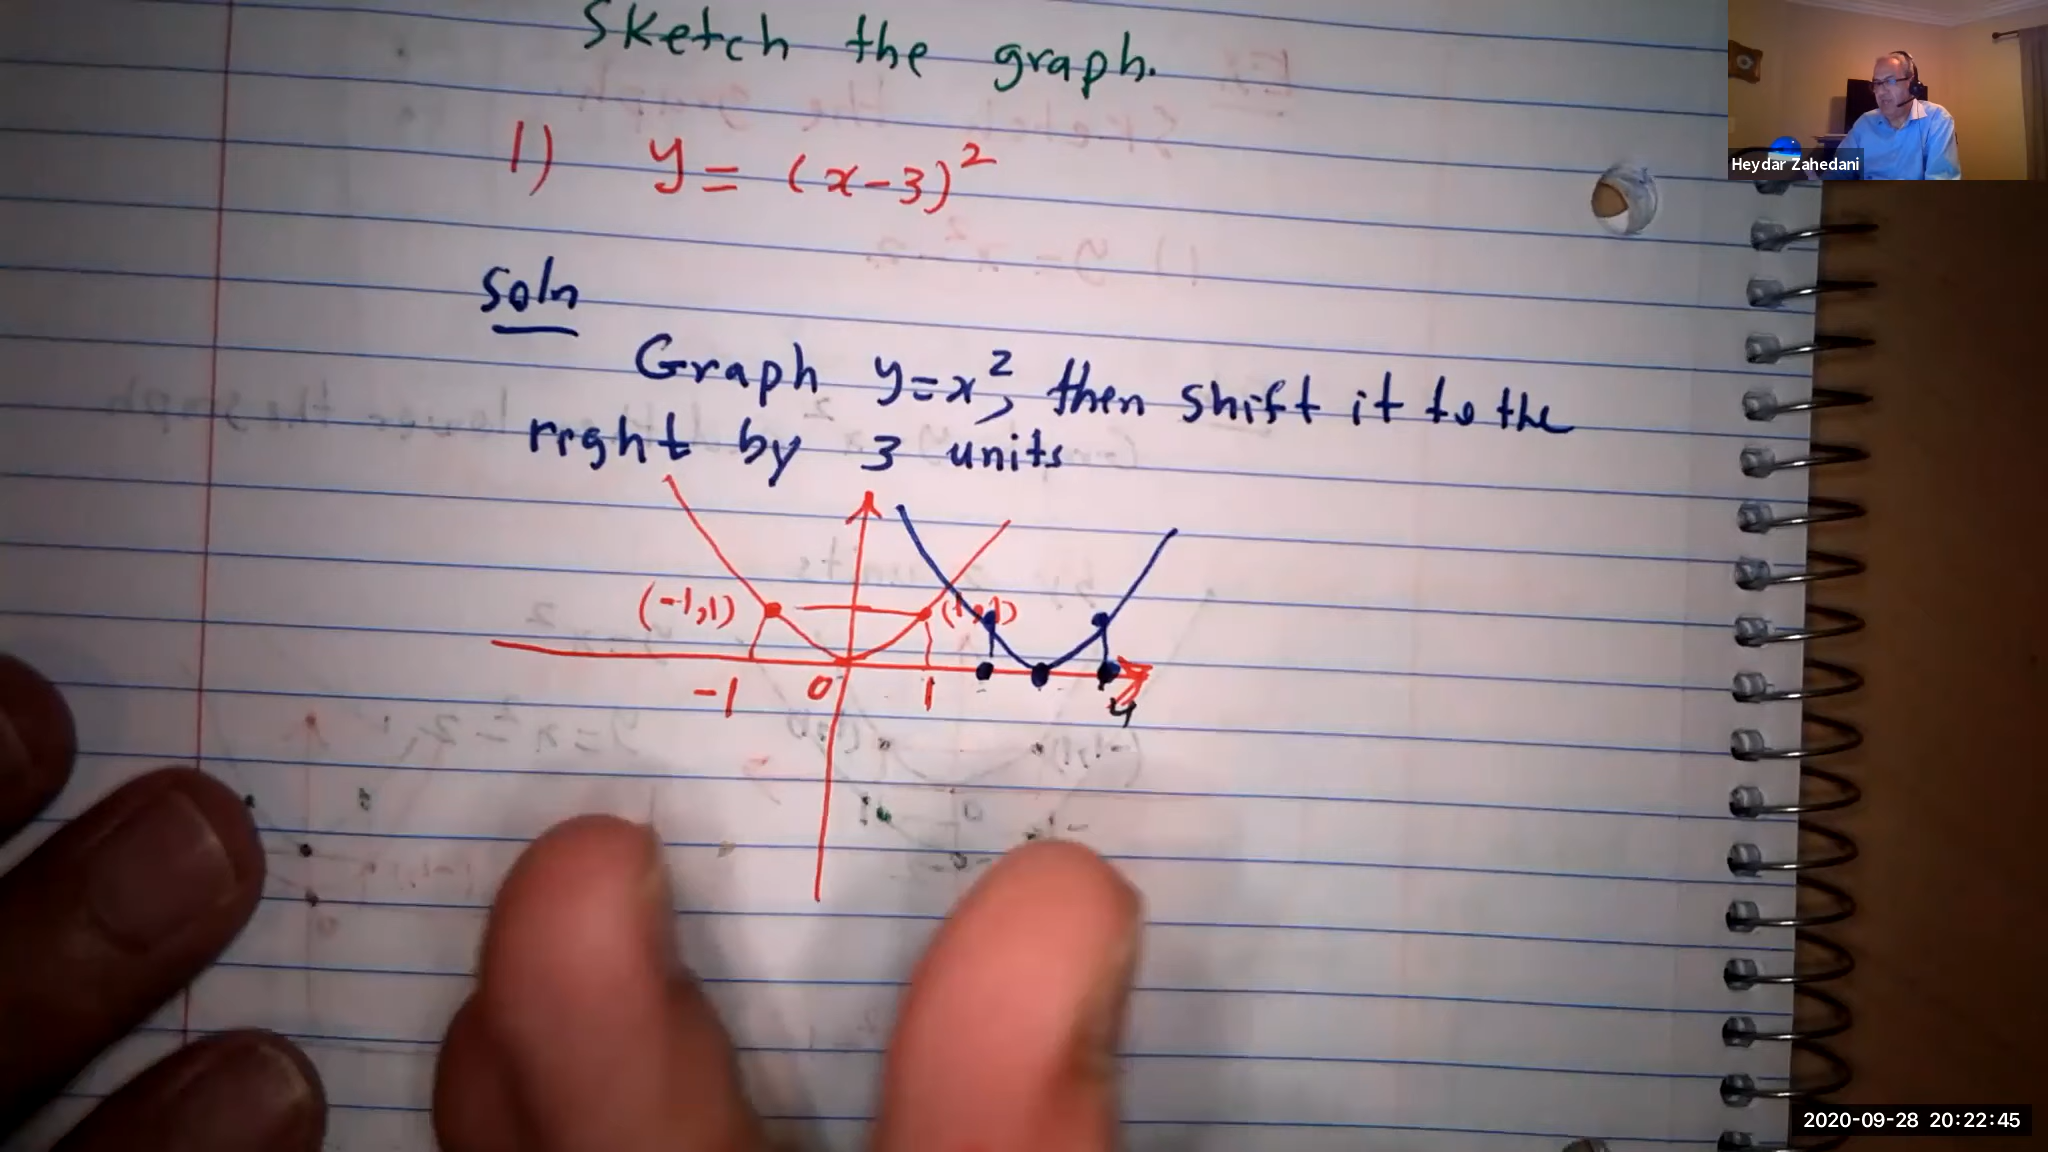 Sketch the graph.
Heydar Zahedani
1) y = (x-3)²
Soln
Graph y=x², then shift it to the
right by 3 units
(-1,1)
-1
0
1
4
2020-09-28 20:22:45